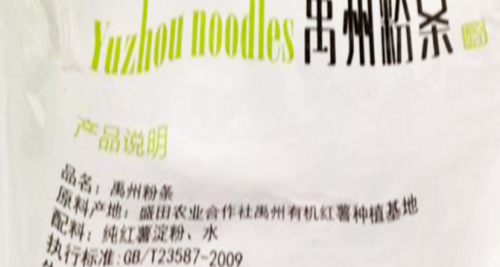 Yuzhou noodles 禹州粉条
产品说明
品名：禹州粉条
原料产地：盛田农业合作社禹州有机红薯种植基地
配料：纯红薯淀粉、水
执行标准:GB/T23587-2009